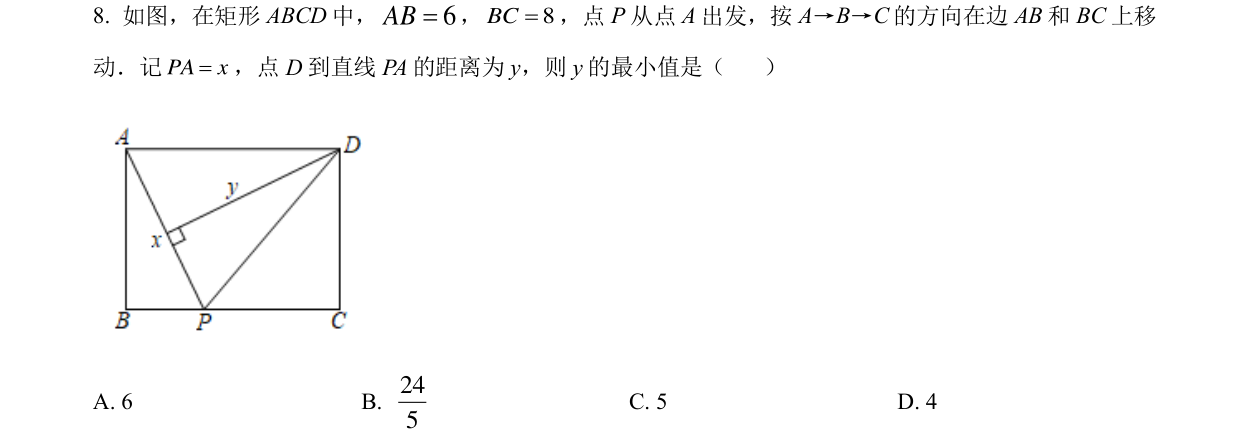 8. 如图，在矩形 ABCD 中， AB = 6， BC = 8，点 P 从点 A 出发，按 A→B→C 的方向在边 AB 和 BC 上移
动．记 PA = x ，点 D 到直线 PA 的距离为 y，则 y 的最小值是（ ）
A
D
y
x
B
P
C
A. 6 B. 24/5 C. 5 D. 4